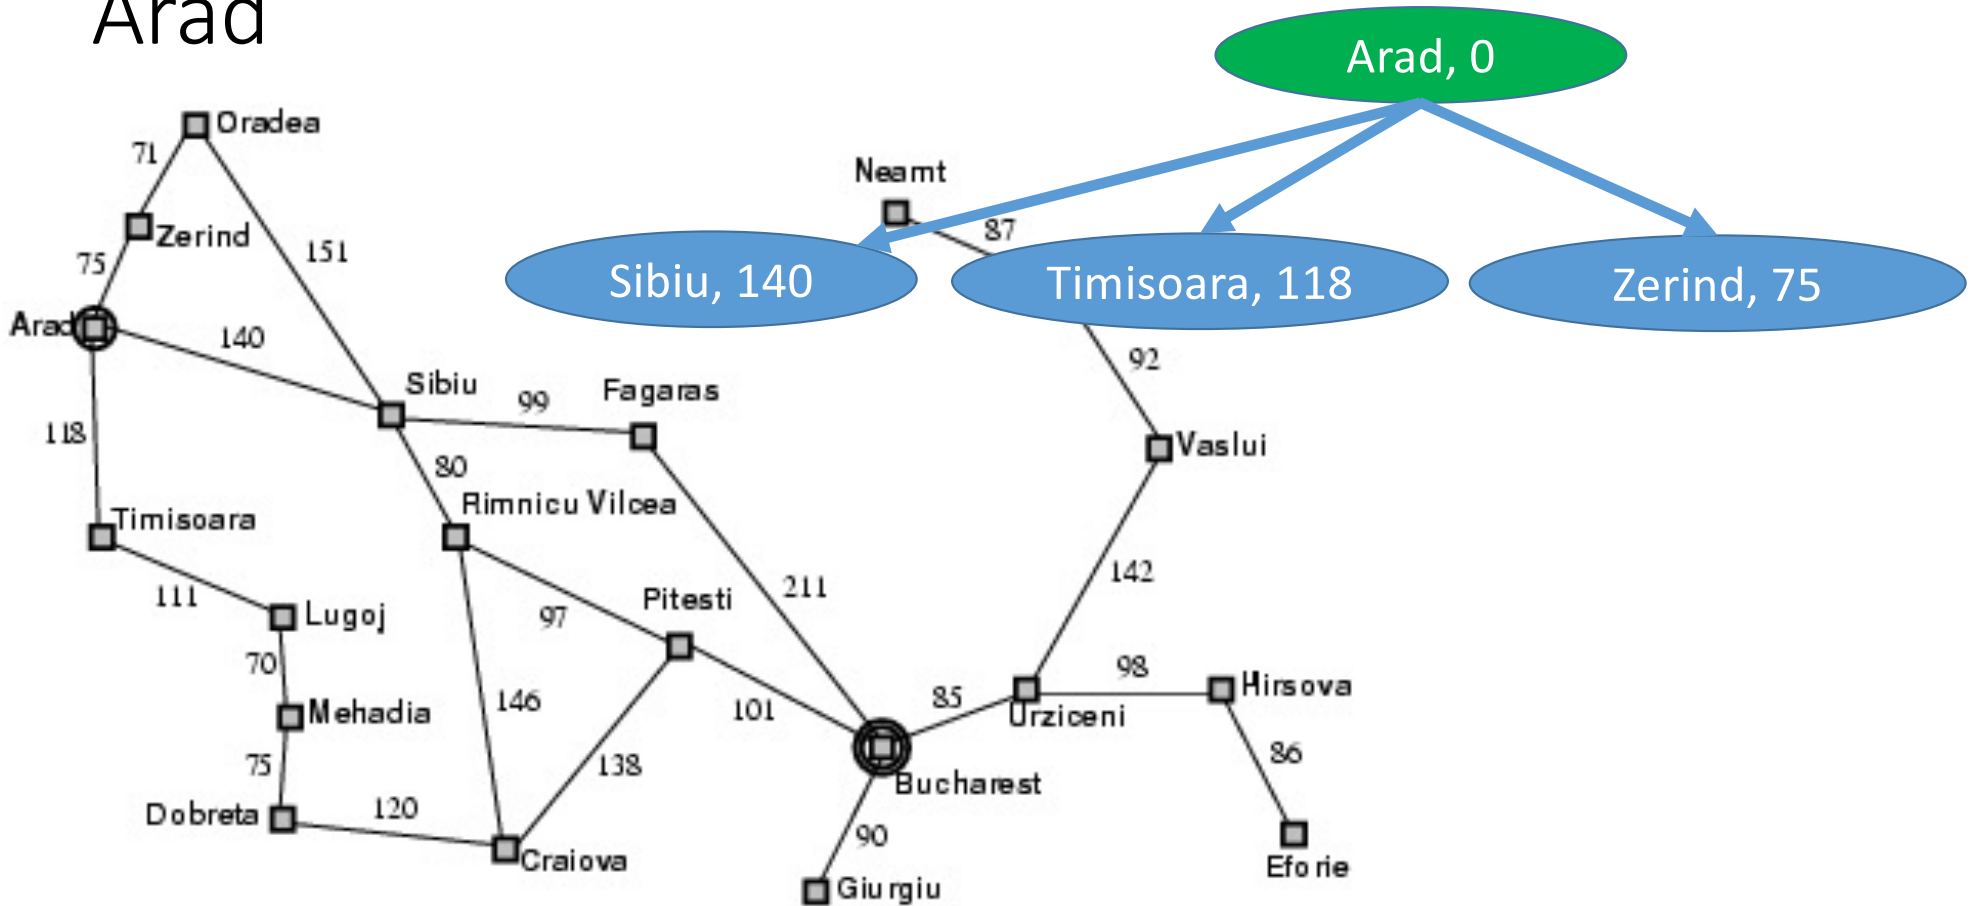 Arad
Arad, 0
Oradea
71
Neamt
Zerind
151
87
75
Sibiu, 140
Timisoara, 118
Zerind, 75
Arad
140
92
Sibiu
Fagaras
99
118
Vaslui
80
Rimnicu Vilcea
Timisoara
142
211
111
Lugoj
97
Pitesti
70
98
Hirsova
146
85
Mehadia
101
Urziceni
75
138
86
Bucharest
Dobreta
120
90
Craiova
Eforie
Giurgiu